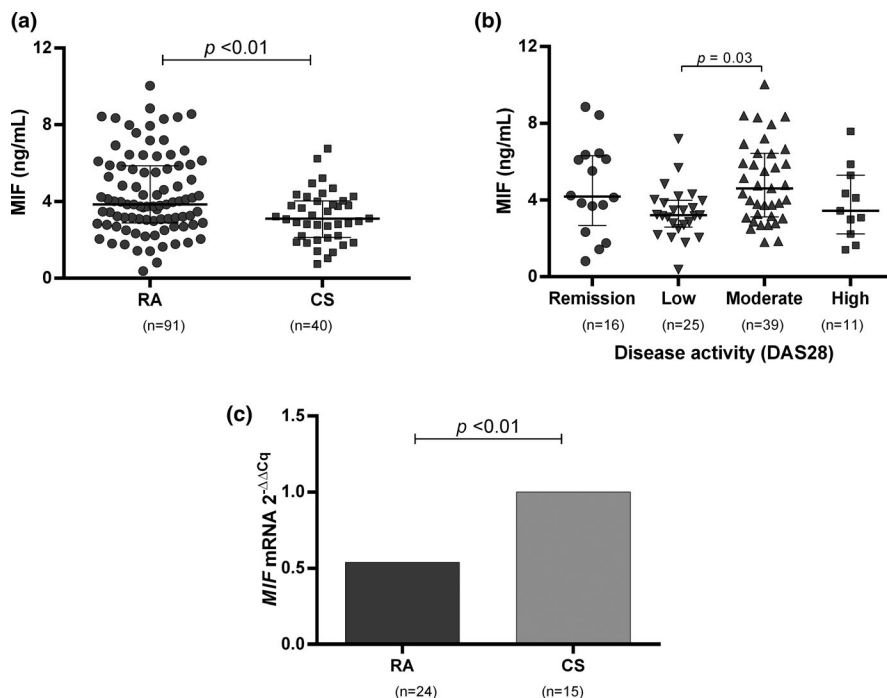 (a)
12
8
4
0
MIF (ng/mL)
p <0.01
RA CS
(n=91) (n=40)
(b)
12
8
4
0
MIF (ng/mL)
p = 0.03
Remission Low Moderate High
(n=16) (n=25) (n=39) (n=11)
Disease activity (DAS28)
(c)
1.5
1.0
0.5
0.0
MIF mRNA 2^-ΔΔCq
p <0.01
RA CS
(n=24) (n=15)